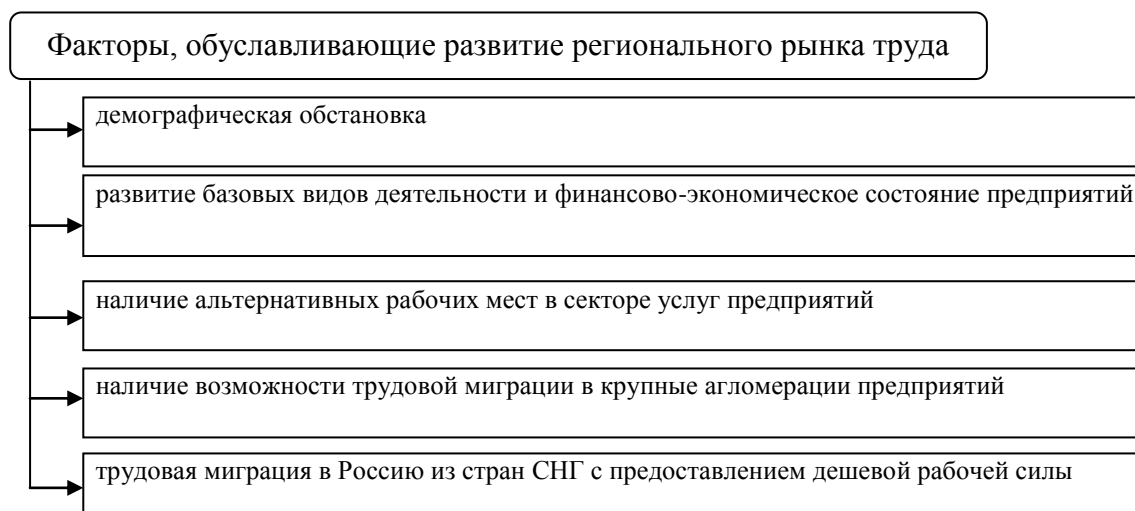 Факторы, обуславливающие развитие регионального рынка труда
демографическая обстановка
развитие базовых видов деятельности и финансово-экономическое состояние предприятий
наличие альтернативных рабочих мест в секторе услуг предприятий
наличие возможности трудовой миграции в крупные агломерации предприятий
трудовая миграция в Россию из стран СНГ с предоставлением дешевой рабочей силы